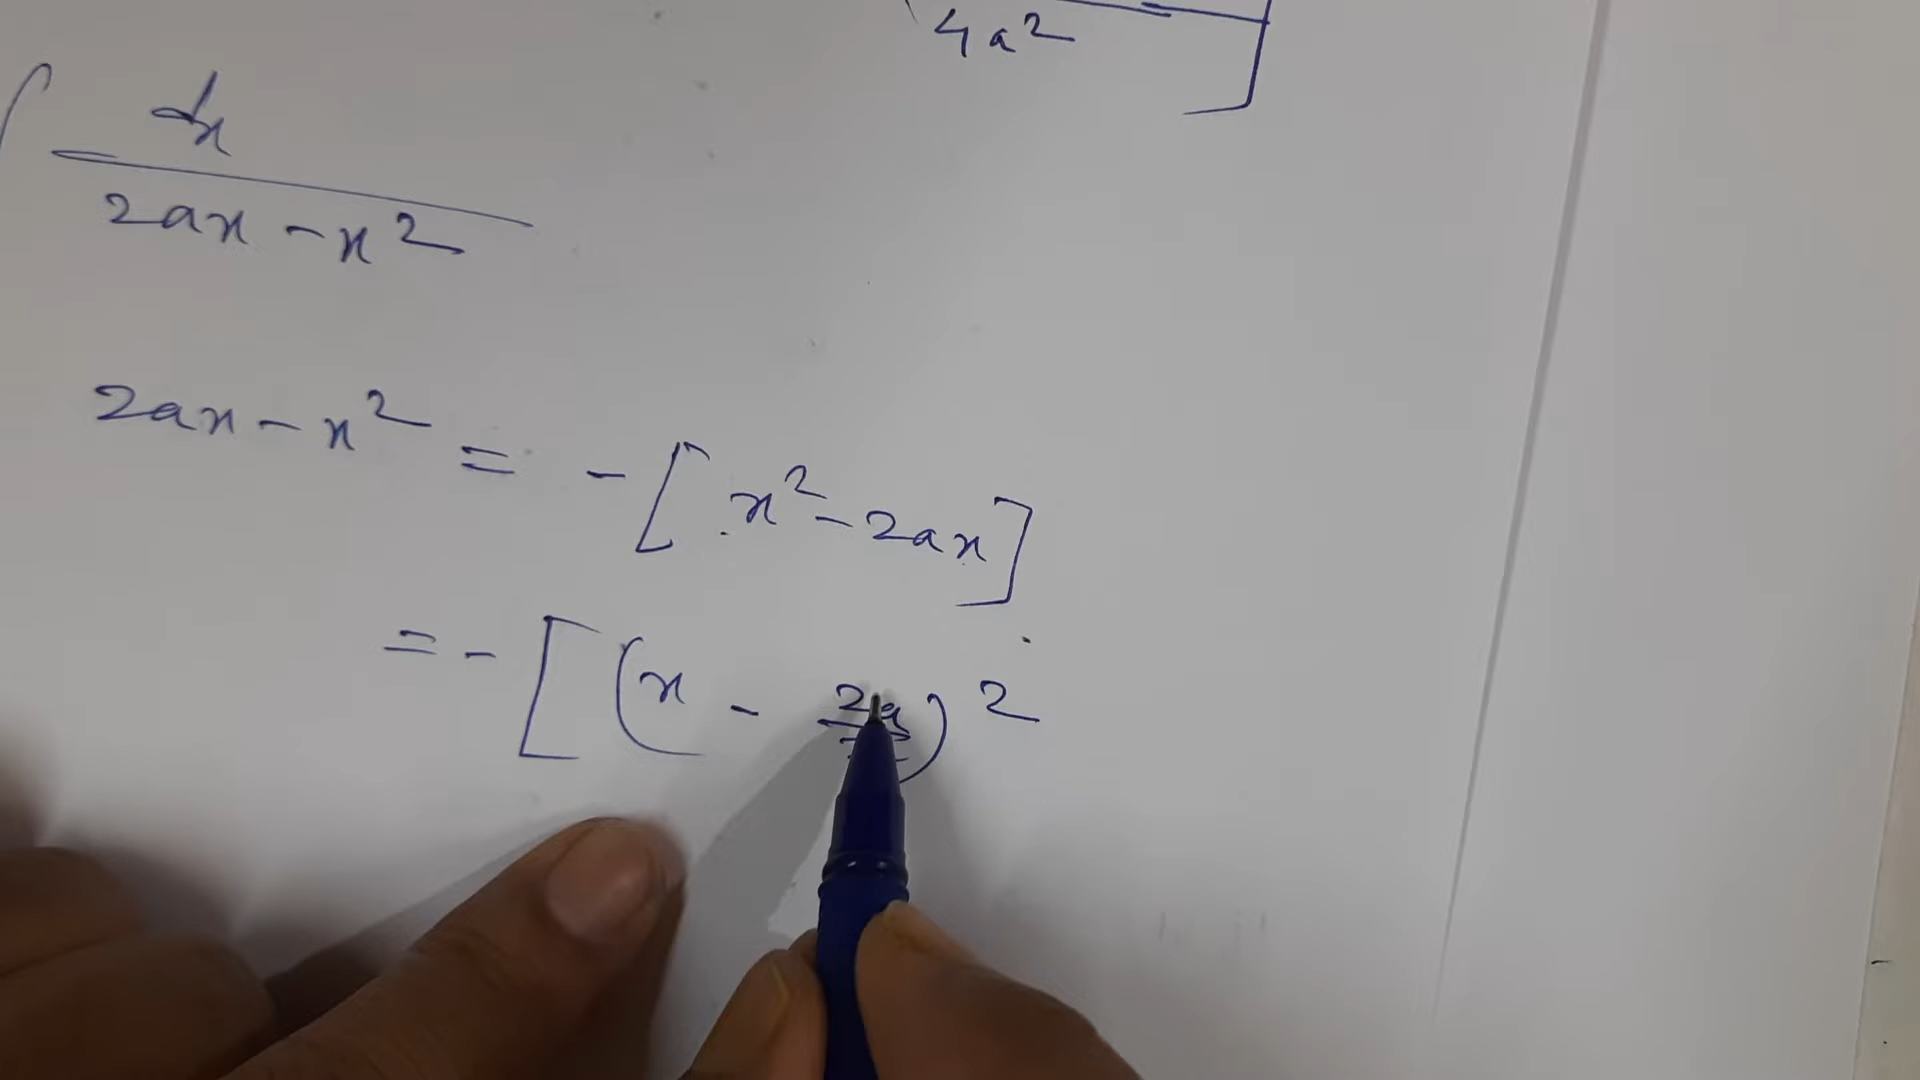 4a² ]
∫ dx
2ax - x²
2ax - x² = - [ x² - 2ax ]
= - [ ( x - 2a/2 )²